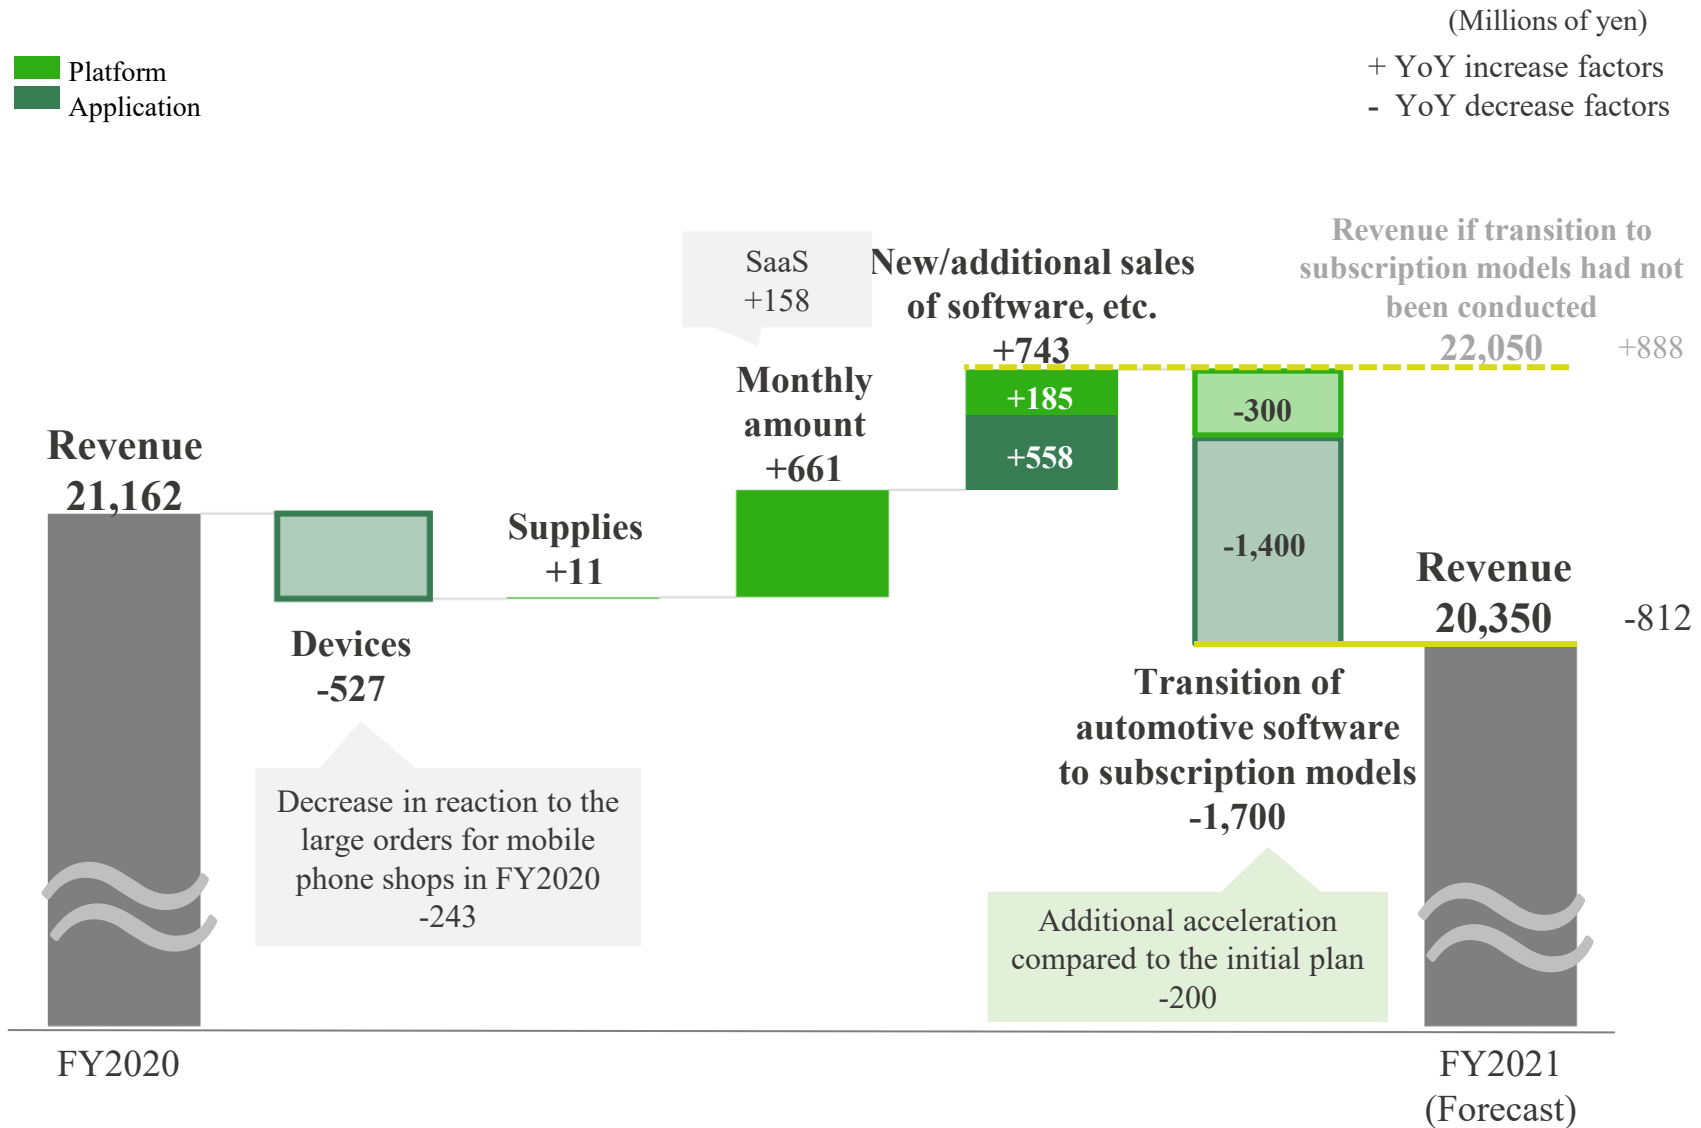 (Millions of yen)
+ YoY increase factors
- YoY decrease factors
Platform
Application
Revenue
21,162
Devices
-527
Decrease in reaction to the
large orders for mobile
phone shops in FY2020
-243
Supplies
+11
SaaS
+158
Monthly
amount
+661
New/additional sales
of software, etc.
+743
+185
+558
-300
-1,400
Transition of
automotive software
to subscription models
-1,700
Additional acceleration
compared to the initial plan
-200
Revenue if transition to
subscription models had not
been conducted
22,050
+888
Revenue
20,350
-812
FY2020
FY2021
(Forecast)